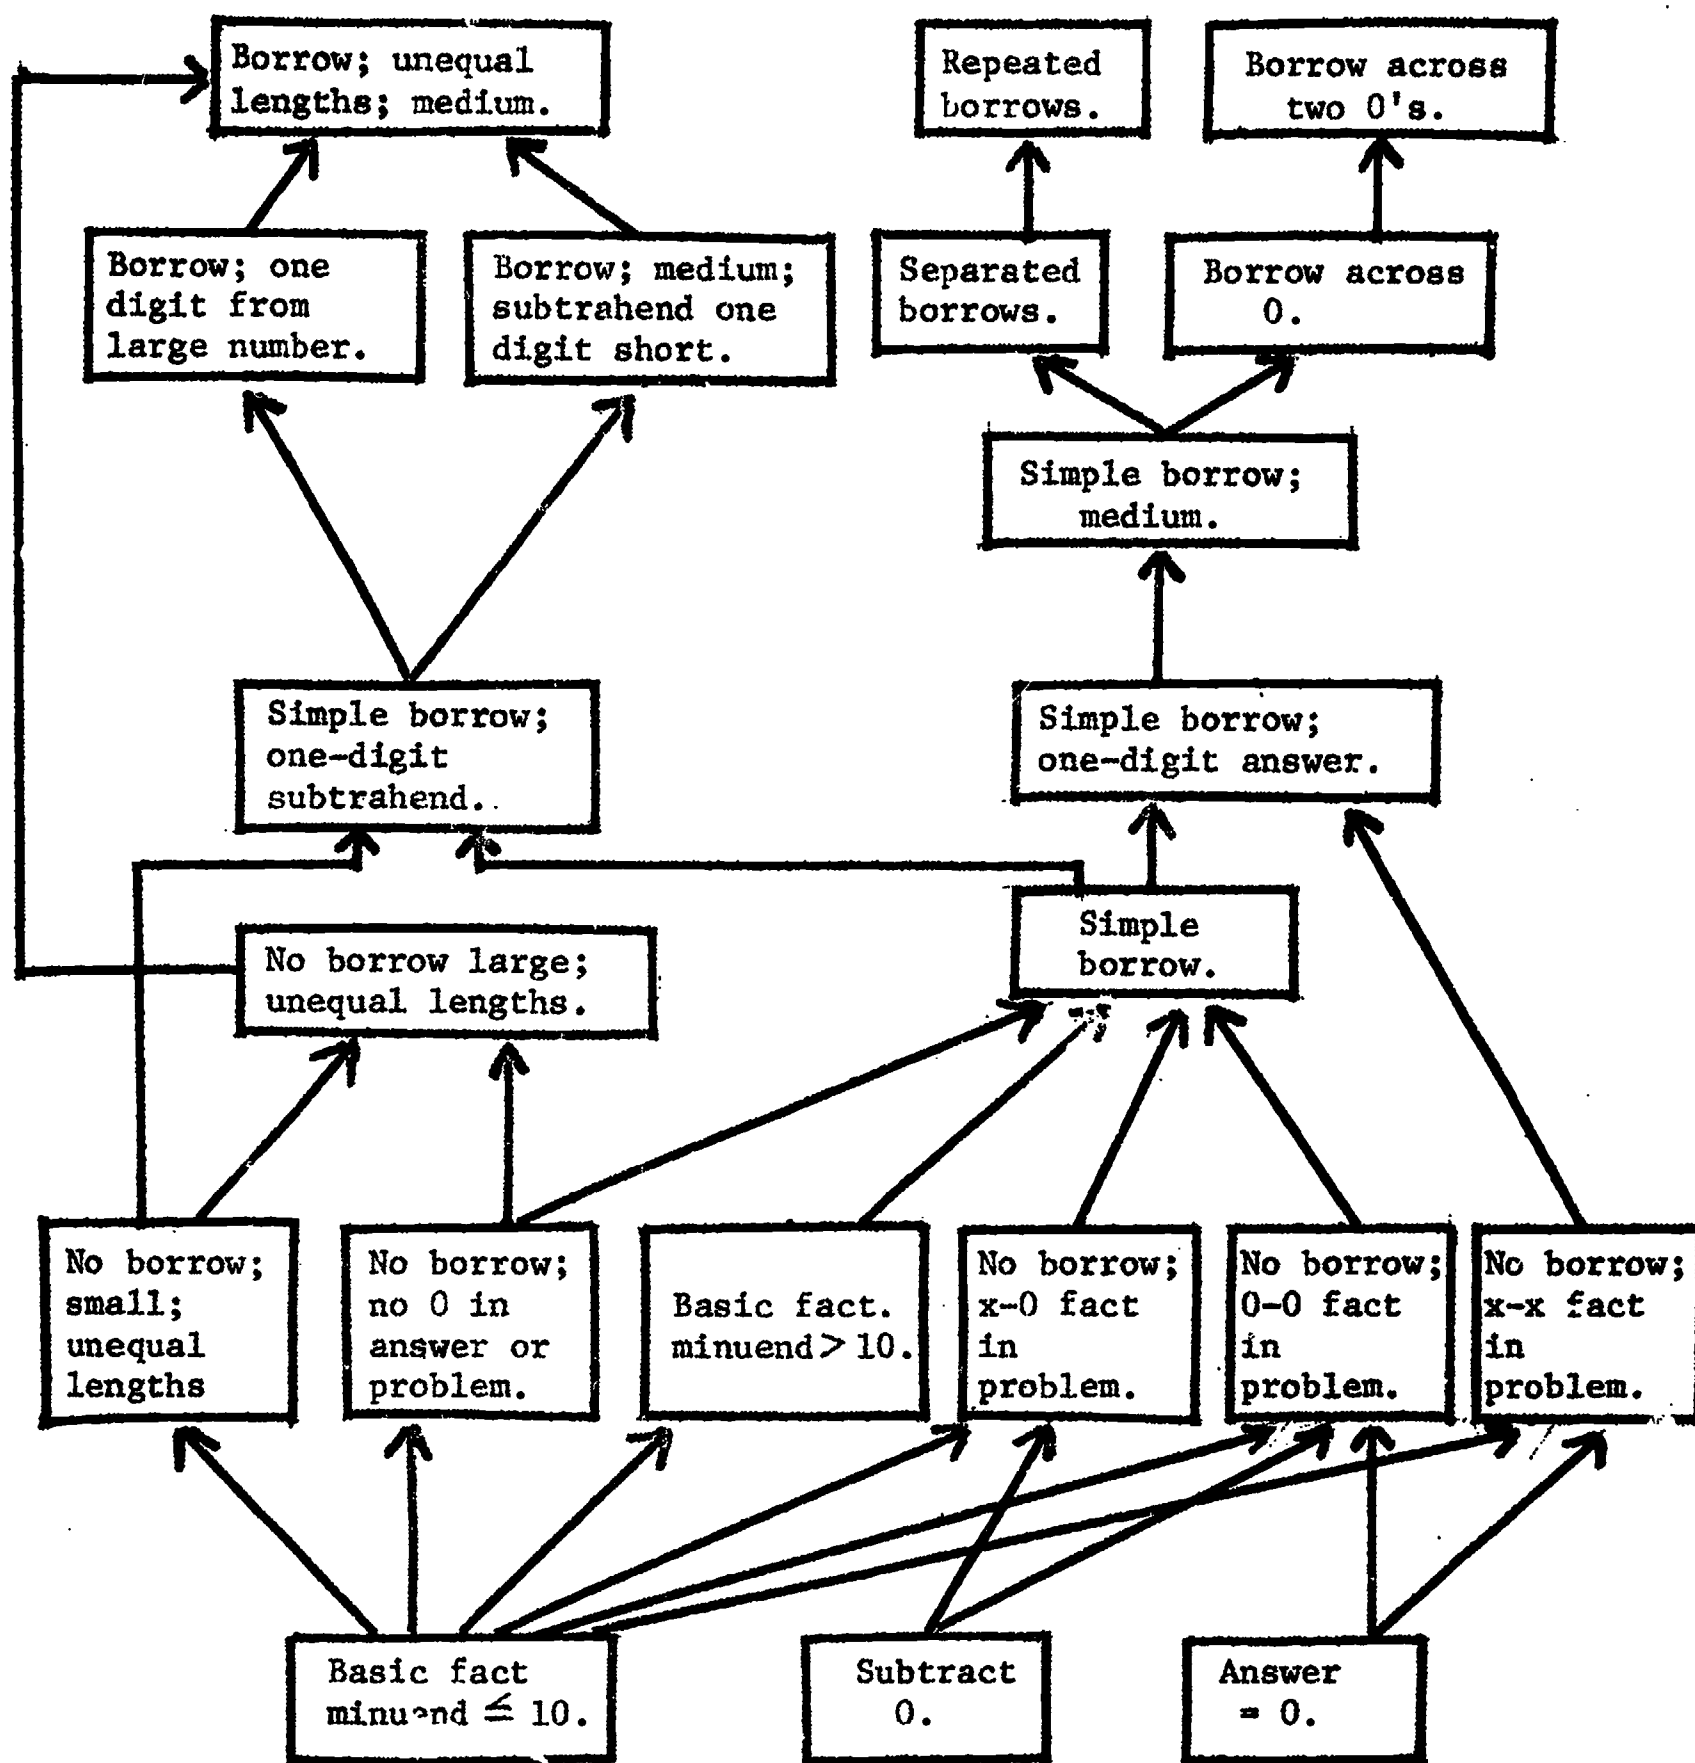 Borrow; unequal
lengths; medium.
Repeated
borrows.
Borrow across
two 0's.
Borrow; one
digit from
large number.
Borrow; medium;
subtrahend one
digit short.
Separated
borrows.
Borrow across
0.
Simple borrow;
medium.
Simple borrow;
one-digit
subtrahend.
Simple borrow;
one-digit answer.
Simple
borrow.
No borrow large;
unequal lengths.
No borrow;
small;
unequal
lengths
No borrow;
no 0 in
answer or
problem.
Basic fact.
minuend > 10.
No borrow;
x-0 fact
in
problem.
No borrow;
0-0 fact
in
problem.
No borrow;
x-x fact
in
problem.
Basic fact
minuend ≦ 10.
Subtract
0.
Answer
= 0.